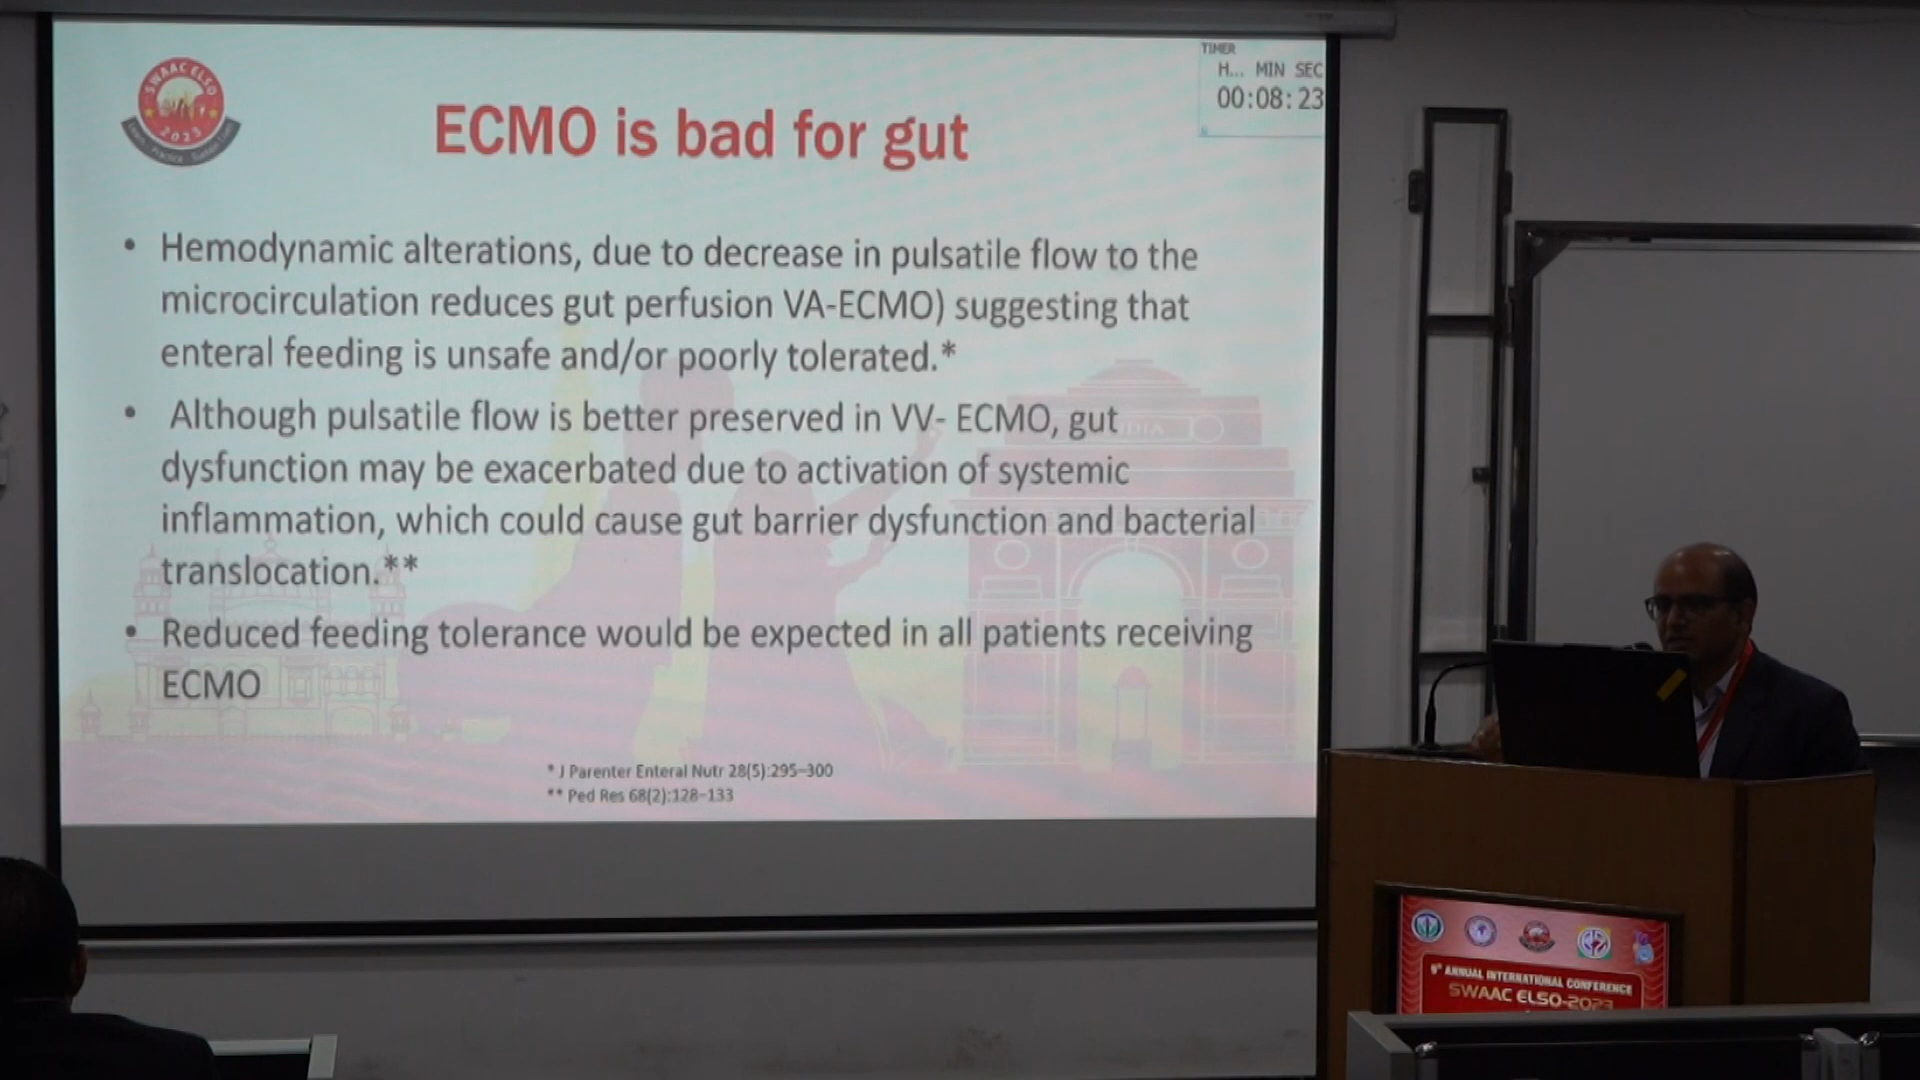 SWAAC ELSO
2023
TIMER
H... MIN SEC
00:08:23
ECMO is bad for gut
• Hemodynamic alterations, due to decrease in pulsatile flow to the
microcirculation reduces gut perfusion VA-ECMO) suggesting that
enteral feeding is unsafe and/or poorly tolerated.*
• Although pulsatile flow is better preserved in VV- ECMO, gut
dysfunction may be exacerbated due to activation of systemic
inflammation, which could cause gut barrier dysfunction and bacterial
translocation.**
• Reduced feeding tolerance would be expected in all patients receiving
ECMO
INDIA
* J Parenter Enteral Nutr 28(5):295–300
** Ped Res 68(2):128–133
ANNUAL INTERNATIONAL CONFERENCE
SWAAC ELSO-2023